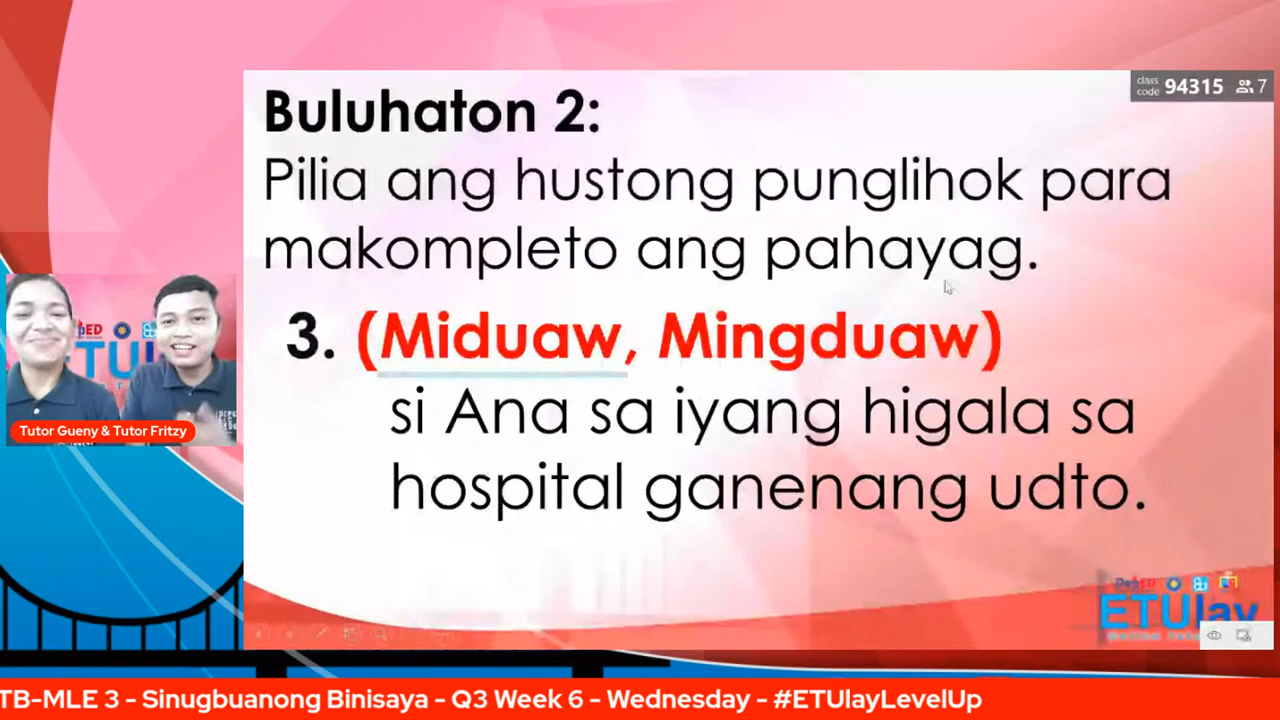 class code 94315 7
Buluhaton 2:
Pilia ang hustong punglihok para
makompleto ang pahayag.
3. (Miduaw, Mingduaw)
si Ana sa iyang higala sa
hospital ganenang udto.
Tutor Gueny & Tutor Fritzy
DepED
ETUlay
TB-MLE 3 - Sinugbuanong Binisaya - Q3 Week 6 - Wednesday - #ETUlayLevelUp